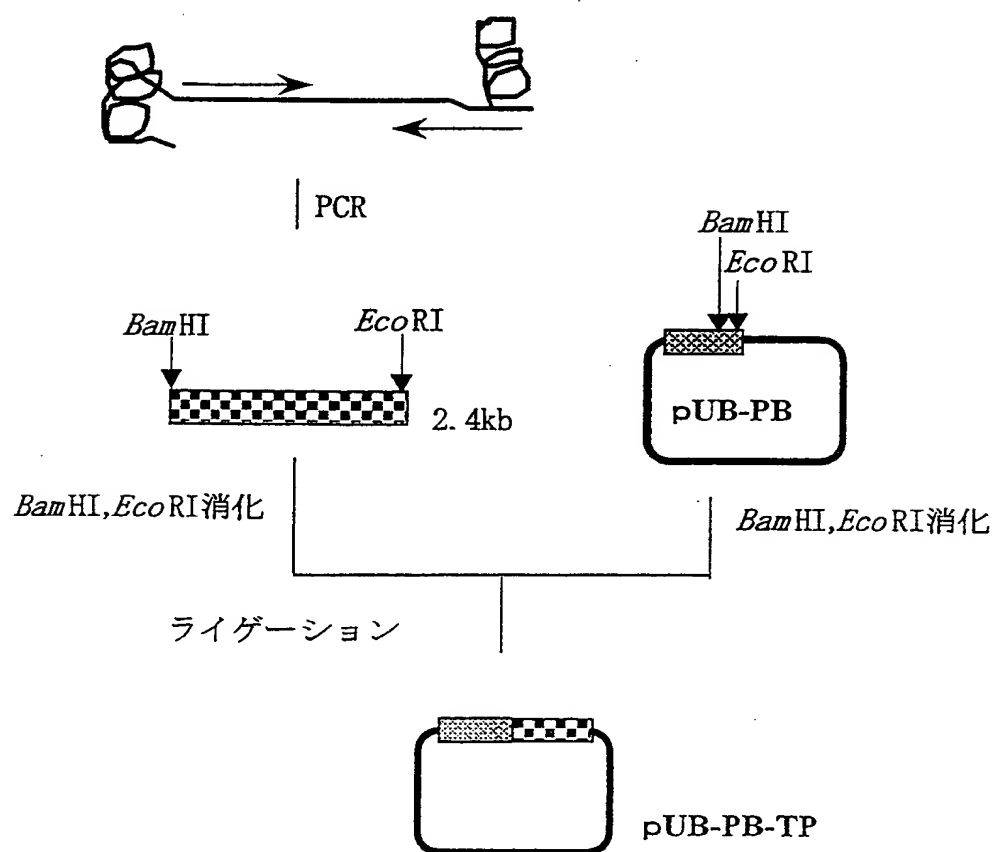 PCR
BamHI
EcoRI
BamHI
EcoRI
2.4kb
pUB-PB
BamHI,EcoRI消化
BamHI,EcoRI消化
ライゲーション
pUB-PB-TP